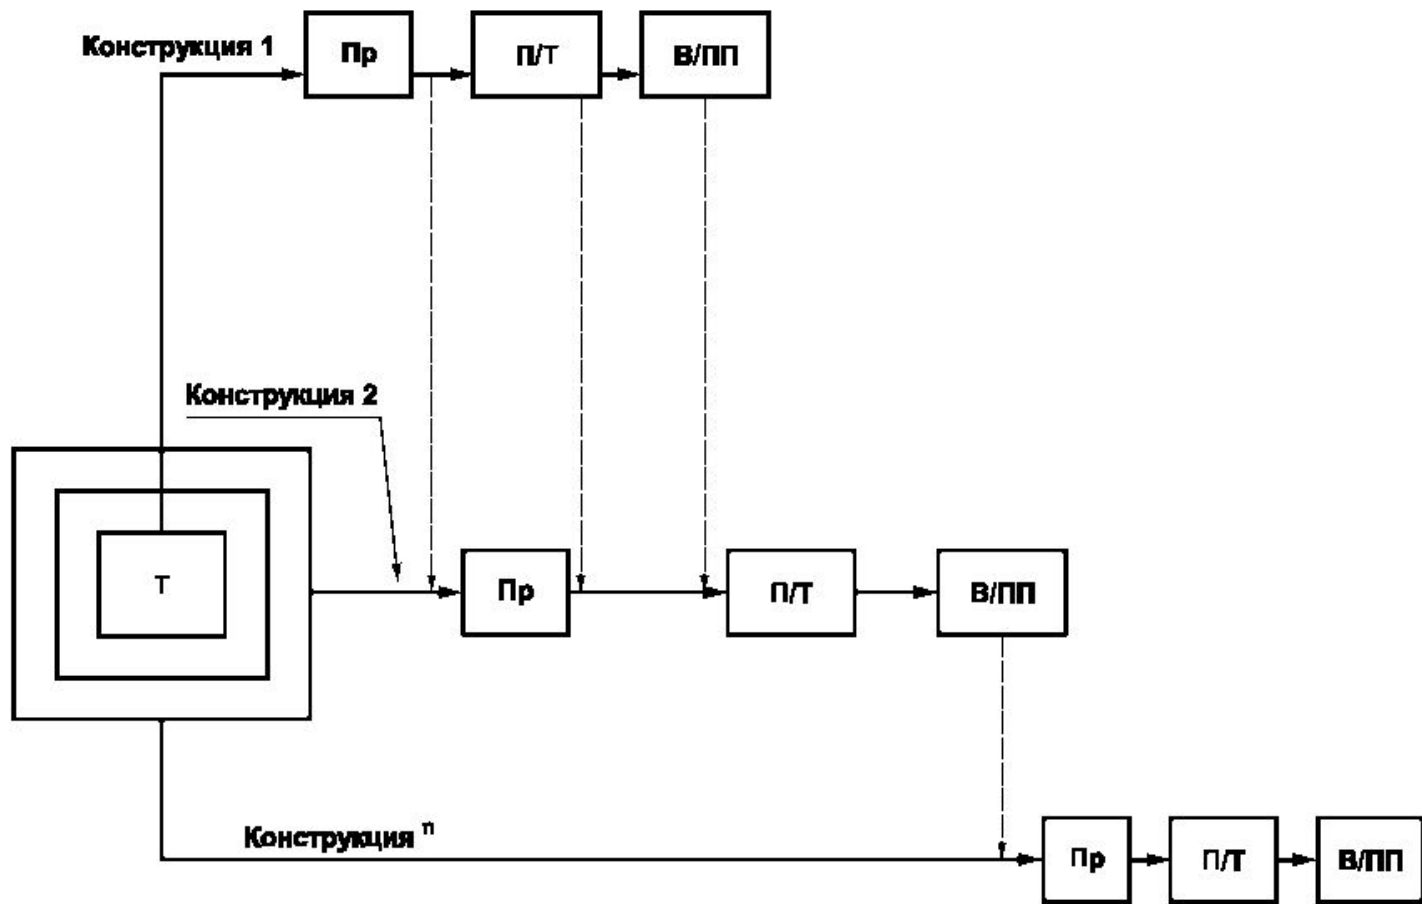 Конструкция 1
Пр
П/Т
В/ПП
Конструкция 2
Т
Пр
П/Т
В/ПП
Конструкция n
Пр
П/Т
В/ПП